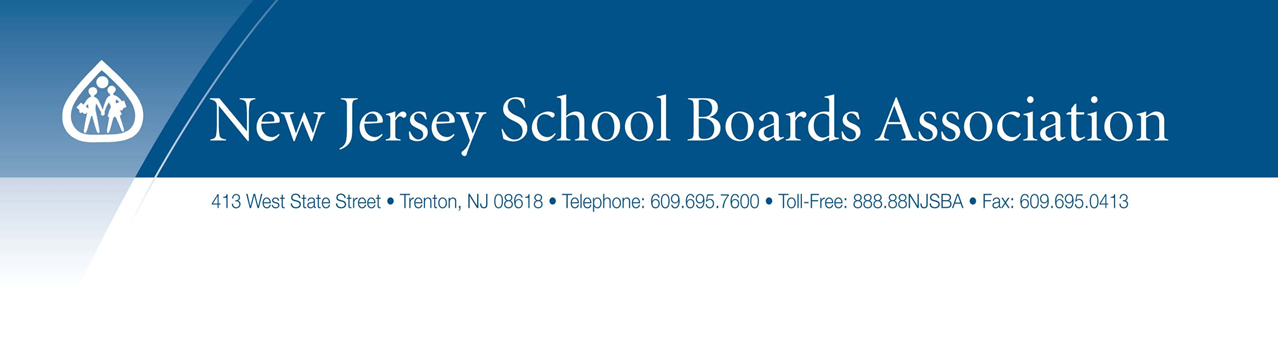 New Jersey School Boards Association
413 West State Street • Trenton, NJ 08618 • Telephone: 609.695.7600 • Toll-Free: 888.88NJSBA • Fax: 609.695.0413